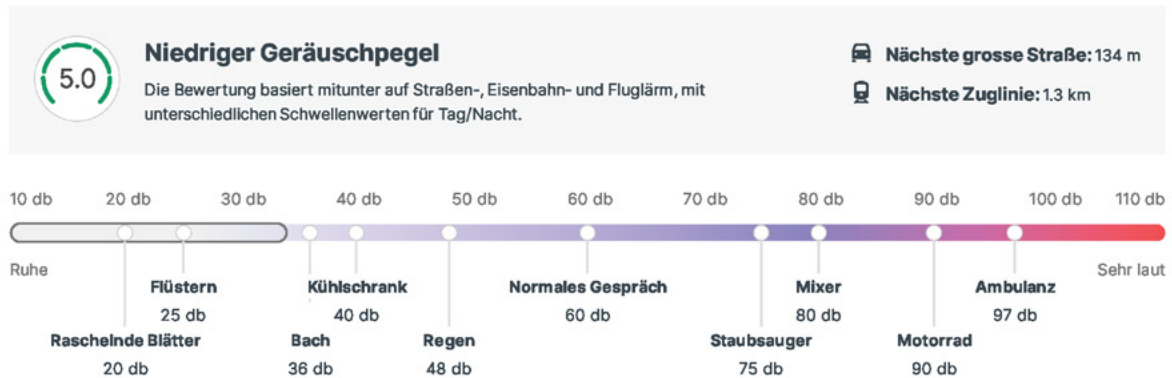 5.0
Niedriger Geräuschpegel
Die Bewertung basiert mitunter auf Straßen-, Eisenbahn- und Fluglärm, mit
unterschiedlichen Schwellenwerten für Tag/Nacht.
Nächste grosse Straße: 134 m
Nächste Zuglinie: 1.3 km
10 db 20 db 30 db 40 db 50 db 60 db 70 db 80 db 90 db 100 db 110 db
Ruhe Sehr laut
Flüstern Kühlschrank Normales Gespräch Mixer Ambulanz
25 db 40 db 60 db 80 db 97 db
Raschelnde Blätter Bach Regen Staubsauger Motorrad
20 db 36 db 48 db 75 db 90 db